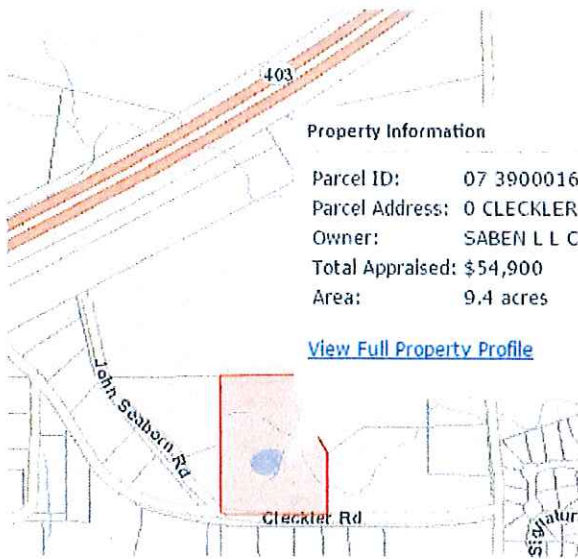 403
Property Information
Parcel ID: 07 3900016
Parcel Address: 0 CLECKLER
Owner: SABEN L L C
Total Appraised: $54,900
Area: 9.4 acres
View Full Property Profile
John Seaborn Rd
Cleckler Rd
Signatur